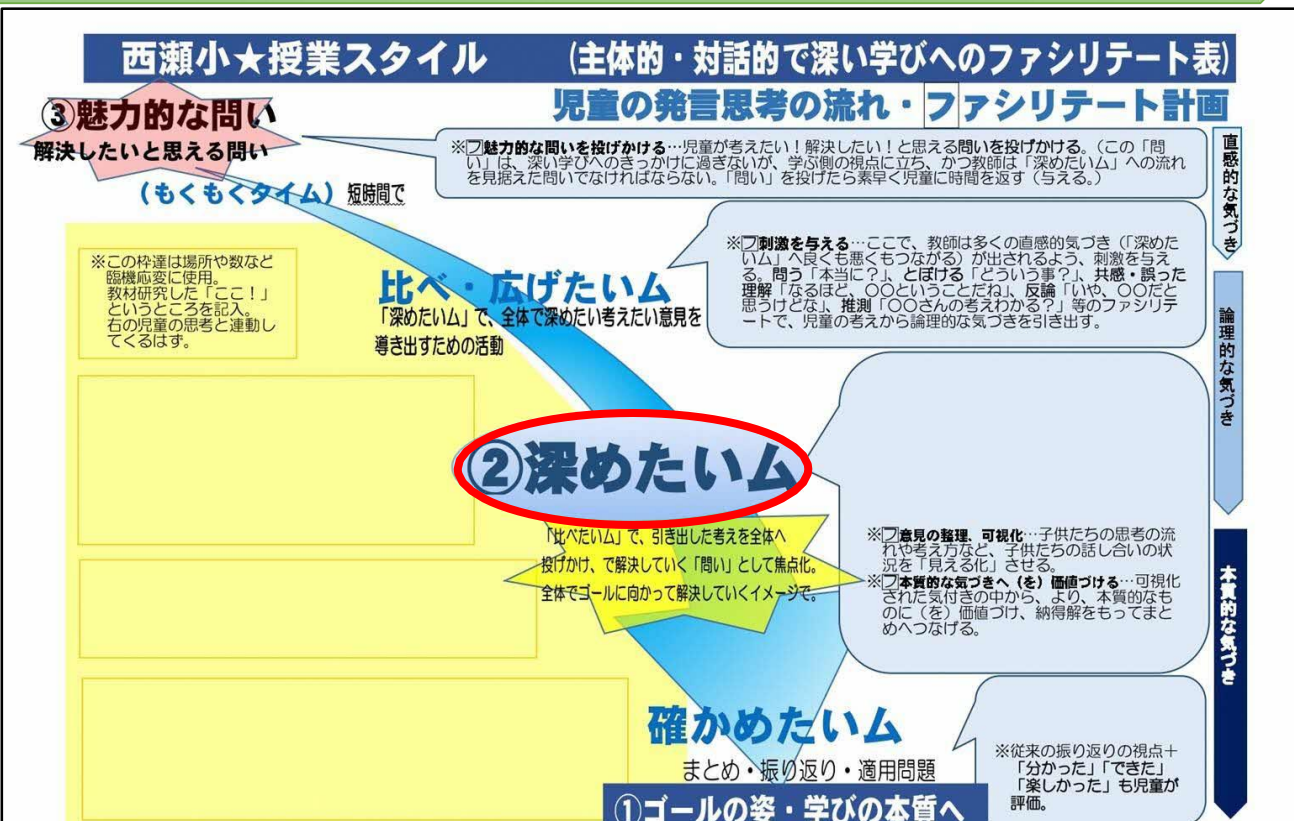 西瀬小★授業スタイル　（主体的・対話的で深い学びへのファシリテート表）
児童の発言思考の流れ・ファシリテート計画
③魅力的な問い
解決したいと思える問い
（もくもくタイム）短時間で
※フ魅力的な問いを投げかける…児童が考えたい！解決したい！と思える問いを投げかける。（この「問
い」は、深い学びへのきっかけに過ぎないが、学ぶ側の視点に立ち、かつ教師は「深めたいム」への流れ
を見据えた問いでなければならない。「問い」を投げたら素早く児童に時間を返す（与える。）
直感的な気づき
※この枠達は場所や数など
臨機応変に使用。
教材研究した「ここ！」
というところを記入。
右の児童の思考と連動し
てくるはず。
比べ・広げたいム
「深めたいム」で、全体で深めたい考えたい意見を
導き出すための活動
※フ刺激を与える…ここで、教師は多くの直感的気づき（「深めた
いム」へ良くも悪くもつながる）が出されるよう、刺激を与え
る。問う「本当に？」、とぼける「どういう事？」、共感・誤った
理解「なるほど、〇〇ということだね」、反論「いや、〇〇だと
思うけどな」、推測「〇〇さんの考えわかる？」等のファシリテ
ートで、児童の考えから論理的な気づきを引き出す。
論理的な気づき
②深めたいム
「比べたいム」で、引き出した考えを全体へ
投げかけ、で解決していく「問い」として焦点化。
全体でゴールに向かって解決していくイメージで。
※フ意見の整理、可視化…子供たちの思考の流
れや考え方など、子供たちの話し合いの状
況を「見える化」させる。
※フ本質的な気づきへ（を）価値づける…可視化
された気付きの中から、より、本質的なも
のに（を）価値づけ、納得解をもってまと
めへつなげる。
本質的な気づき
確かめたいム
まとめ・振り返り・適用問題
※従来の振り返りの視点＋
「分かった」「できた」
「楽しかった」も児童が
評価。
①ゴールの姿・学びの本質へ